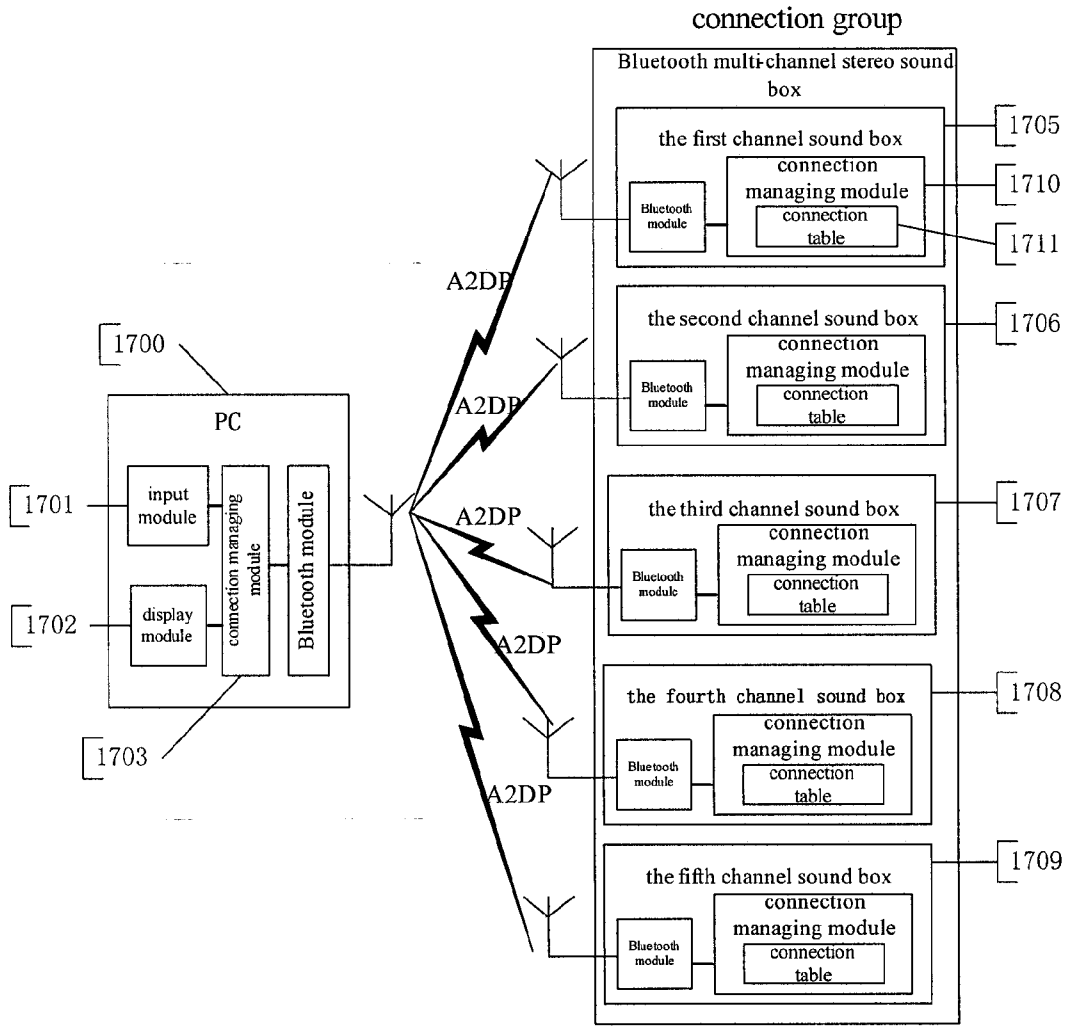 connection group
Bluetooth multi-channel stereo sound
box
the first channel sound box
connection
managing module
connection
table
Bluetooth
module
1705
1710
1711
A2DP
the second channel sound box
connection
managing module
connection
table
Bluetooth
module
1706
A2DP
1700
PC
input
module
display
module
connection managing
module
Bluetooth module
1701
1702
1703
the third channel sound box
connection
managing module
connection
table
Bluetooth
module
1707
A2DP
the fourth channel sound box
connection
managing module
connection
table
Bluetooth
module
1708
A2DP
the fifth channel sound box
connection
managing module
connection
table
Bluetooth
module
1709
A2DP